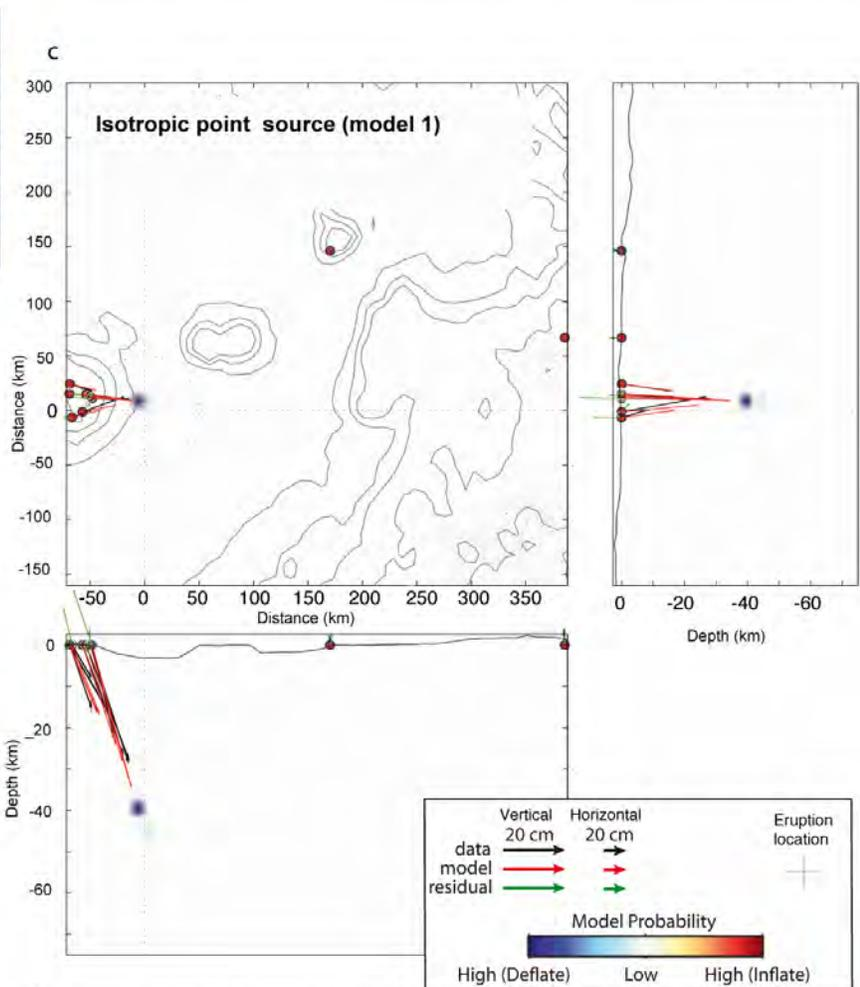 C
Isotropic point source (model 1)
300
250
200
150
100
50
0
-50
-100
-150
Distance (km)
-50 0 50 100 150 200 250 300 350
Distance (km)
0 -20 -40 -60
Depth (km)
0
-20
-40
-60
Depth (km)
Vertical Horizontal
20 cm 20 cm
data
model
residual
Eruption
location
Model Probability
High (Deflate) Low High (Inflate)